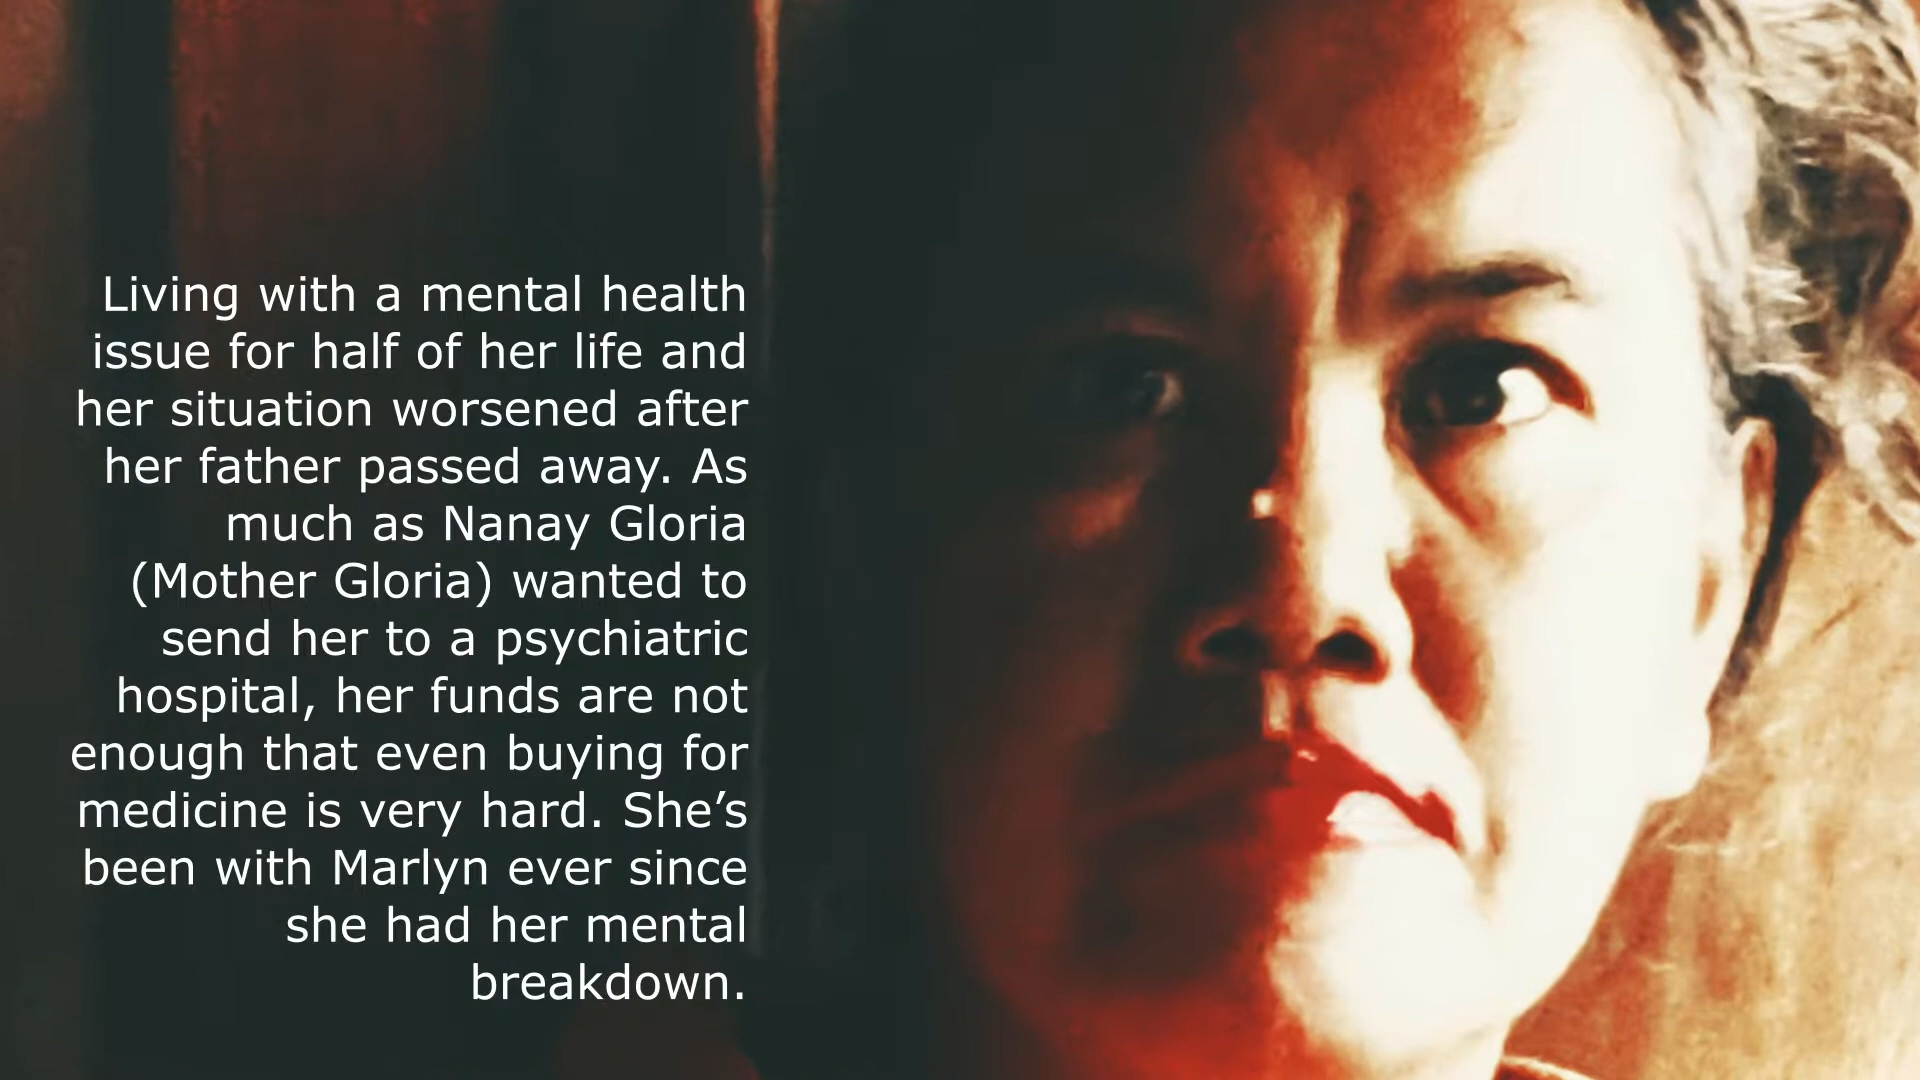 Living with a mental health
issue for half of her life and
her situation worsened after
her father passed away. As
much as Nanay Gloria
(Mother Gloria) wanted to
send her to a psychiatric
hospital, her funds are not
enough that even buying for
medicine is very hard. She’s
been with Marlyn ever since
she had her mental
breakdown.